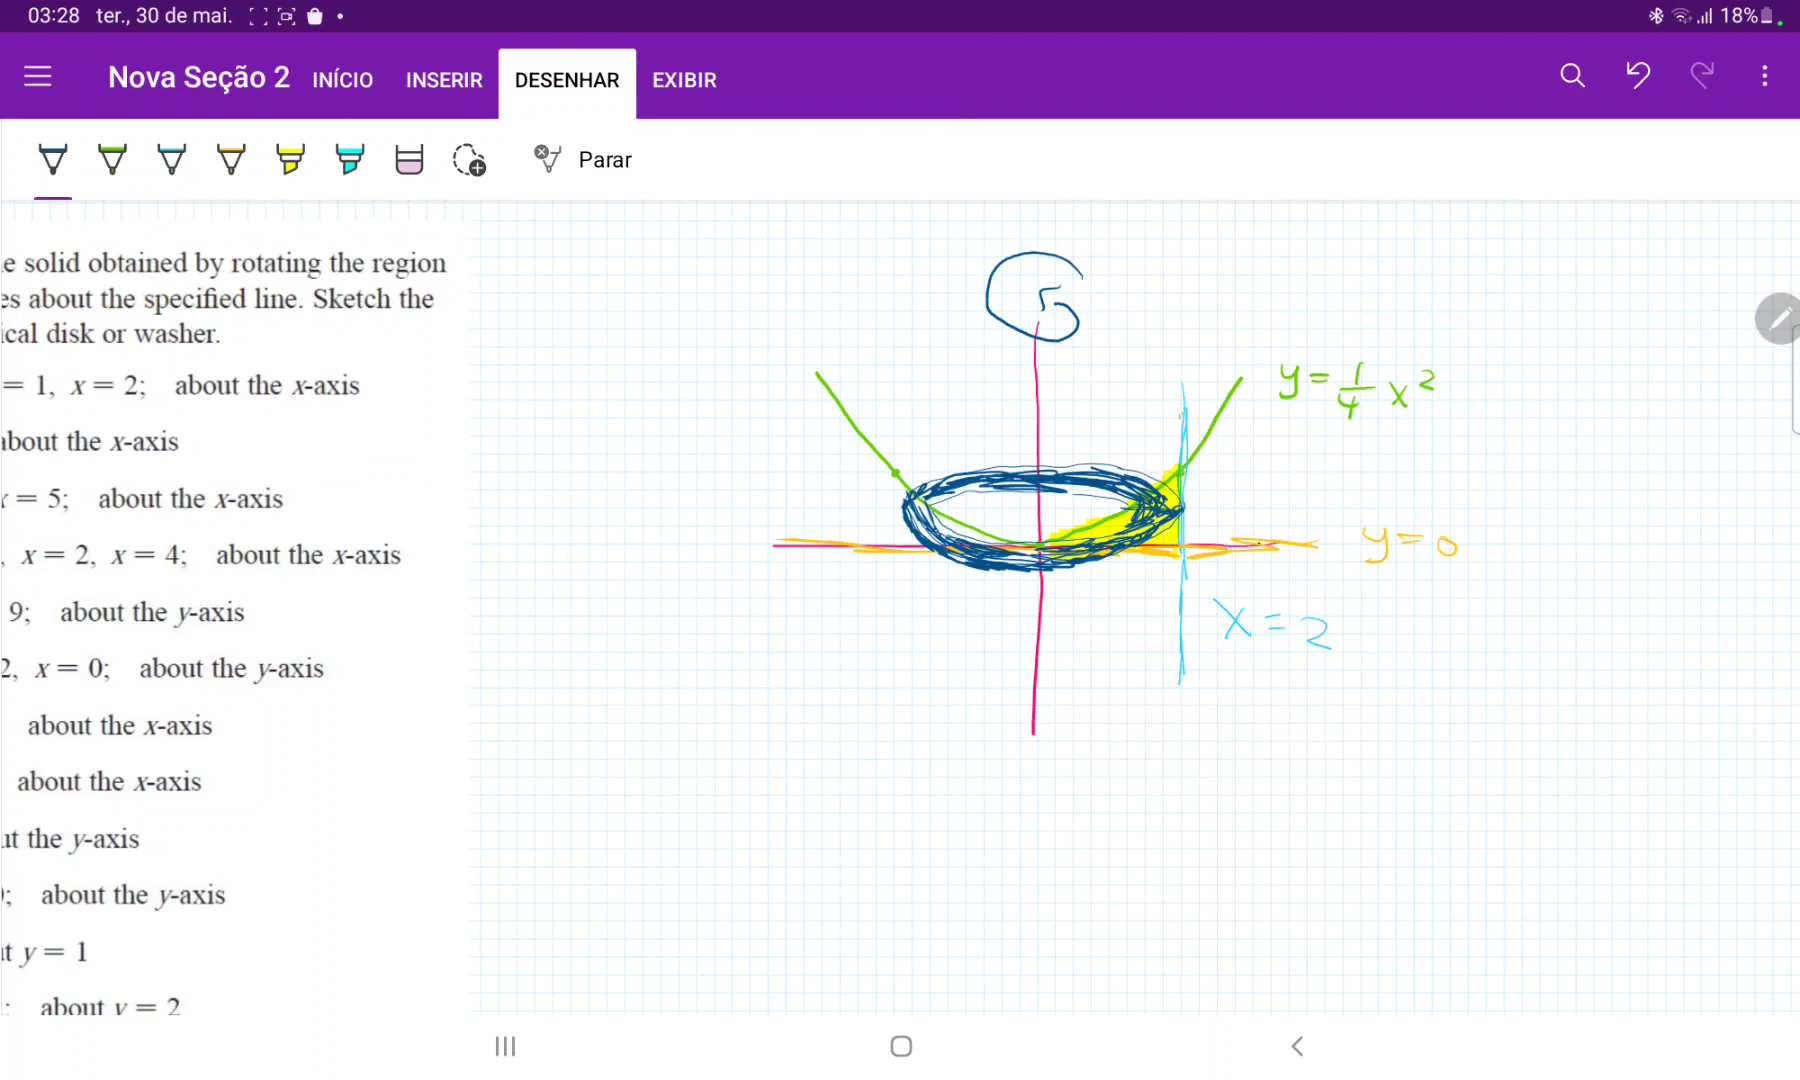 03:28 ter., 30 de mai.
18%
Nova Seção 2 INÍCIO INSERIR DESENHAR EXIBIR
Parar
e solid obtained by rotating the region
es about the specified line. Sketch the
ical disk or washer.
= 1, x = 2; about the x-axis
about the x-axis
x = 5; about the x-axis
, x = 2, x = 4; about the x-axis
9; about the y-axis
2, x = 0; about the y-axis
about the x-axis
about the x-axis
ut the y-axis
; about the y-axis
ut y = 1
; about y = 2
5
y = 1/4 x²
y = 0
x = 2